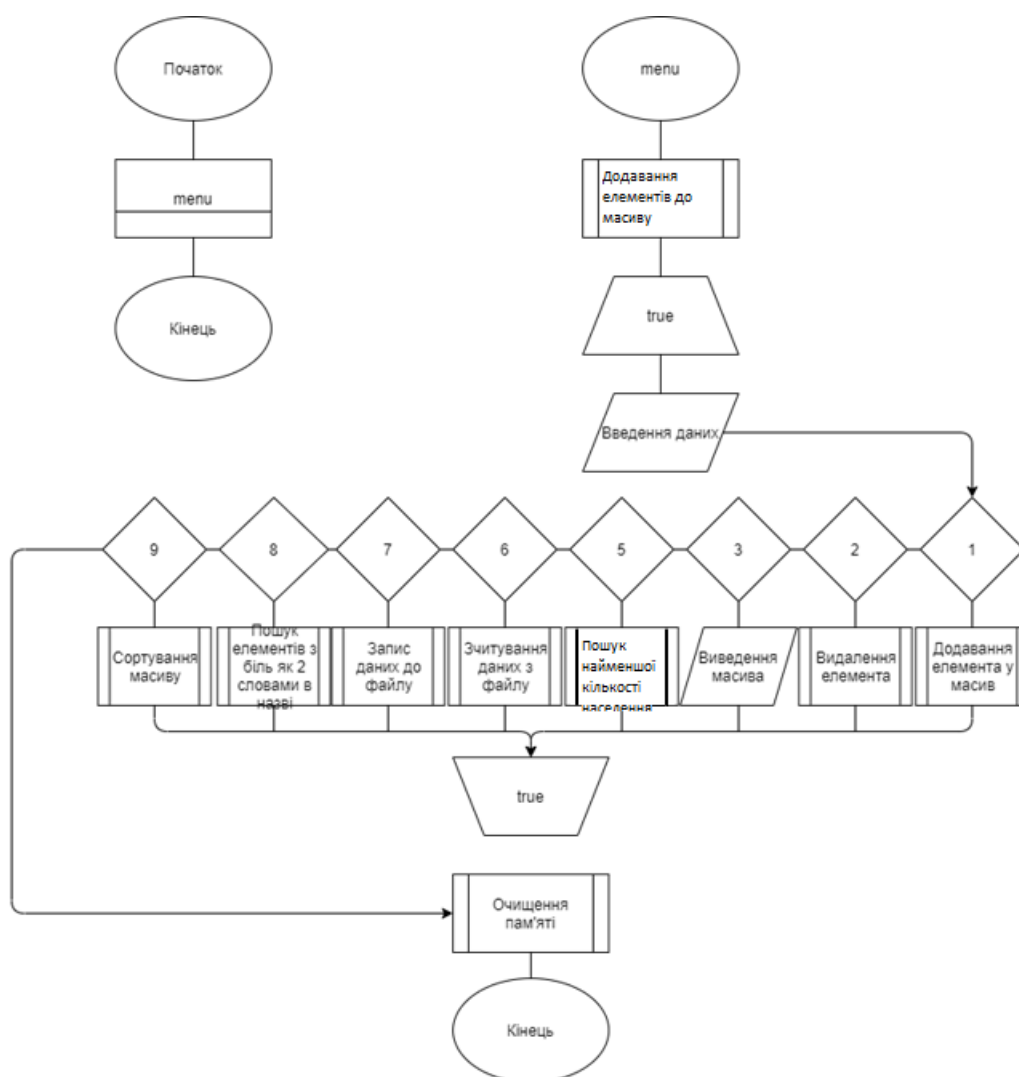 Початок
menu
Кінець
menu
Додавання
елементів до
масиву
true
Введення даних
9
8
7
6
5
3
2
1
Сортування
масиву
Пошук
елементів з
біль як 2
словами в
назві
Запис
даних до
файлу
Зчитування
даних з
файлу
Пошук
найменшої
кількості
населення
Виведення
масива
Видалення
елемента
Додавання
елемента у
масив
true
Очищення
пам'яті
Кінець